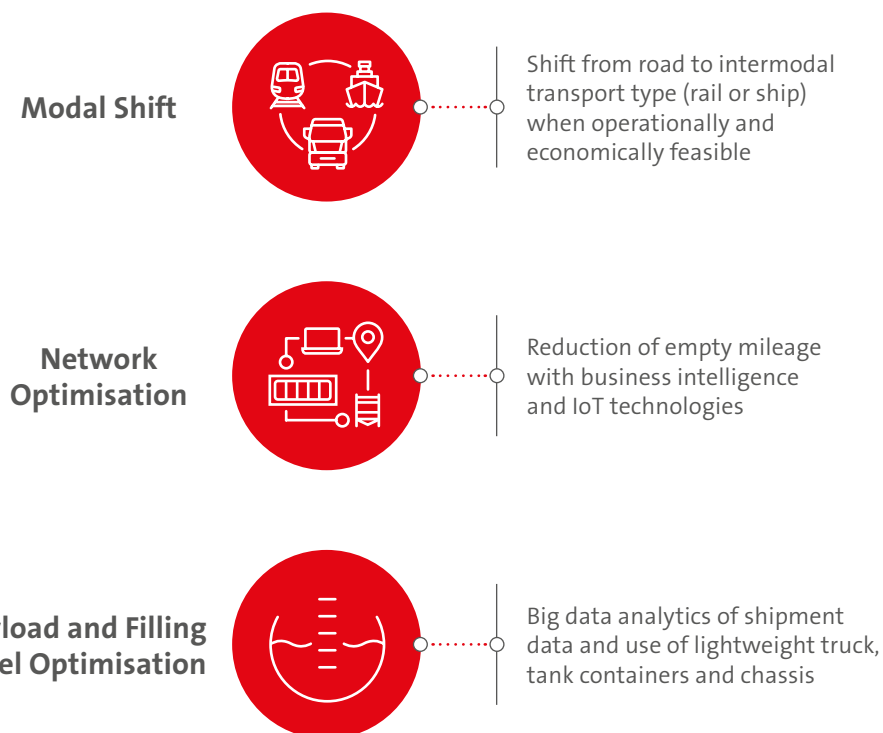 Modal Shift
Shift from road to intermodal
transport type (rail or ship)
when operationally and
economically feasible
Network
Optimisation
Reduction of empty mileage
with business intelligence
and IoT technologies
load and Filling
el Optimisation
Big data analytics of shipment
data and use of lightweight truck,
tank containers and chassis